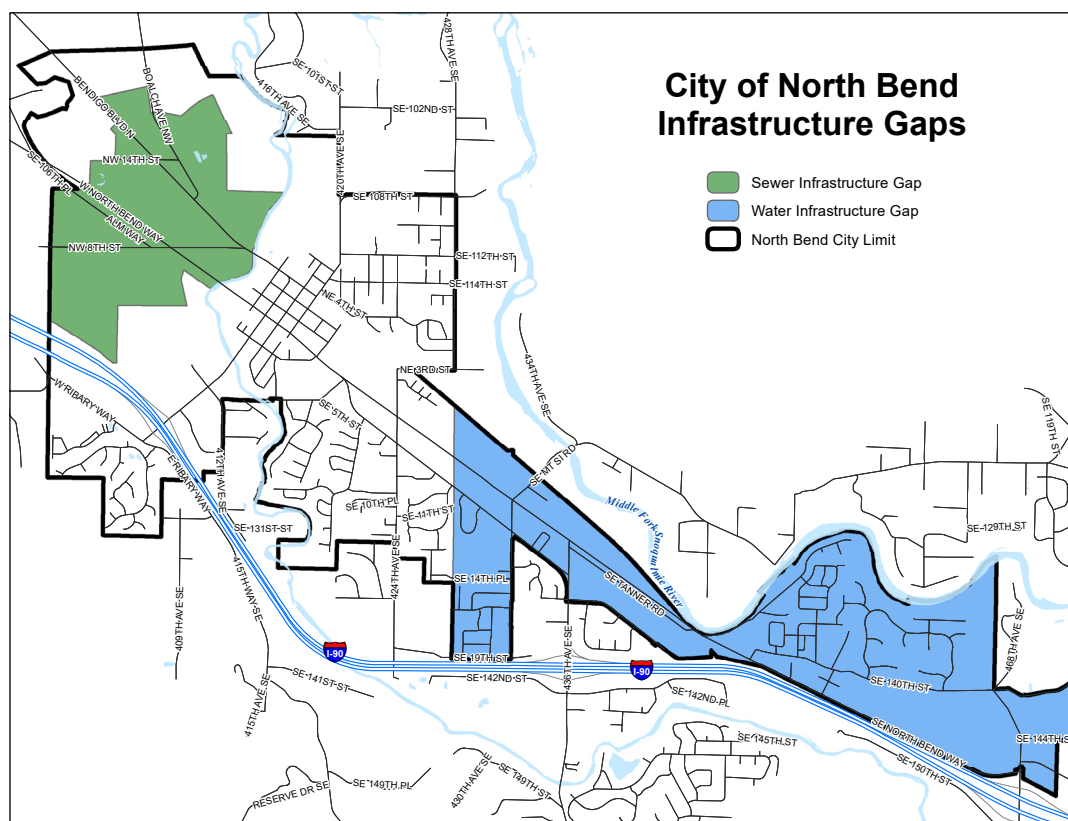 City of North Bend
Infrastructure Gaps
Sewer Infrastructure Gap
Water Infrastructure Gap
North Bend City Limit
428TH AVE SE
SE 101ST ST
416TH AVE SE
SE 102ND ST
BOALCH AVE NW
BENDIGO BLVD N
420TH AVE SE
NW 14TH ST
SE 106TH PL
W NORTH BEND WAY
ALM WAY
SE 108TH ST
NW 8TH ST
SE 112TH ST
SE 114TH ST
NE 4TH ST
434TH AVE SE
NE 3RD ST
W RIBARY WAY
SE 5TH ST
SE 119TH ST
412TH AVE SE
E RIBARY WAY
SE MT SI RD
SE 10TH PL
SE 11TH ST
Middle Fork Snoqualmie River
SE 131ST ST
SE 129TH ST
415TH WAY SE
424TH AVE SE
SE 14TH PL
SE TANNER RD
409TH AVE SE
436TH AVE SE
468TH AVE SE
I-90
SE 19TH ST
I-90
SE 142ND ST
SE 141ST ST
SE 140TH ST
SE 142ND PL
415TH AVE SE
SE NORTH BEND WAY
SE 144TH S
SE 145TH ST
SE 150TH ST
SE 149TH PL
430TH AVE SE
SE 149TH ST
RESERVE DR SE